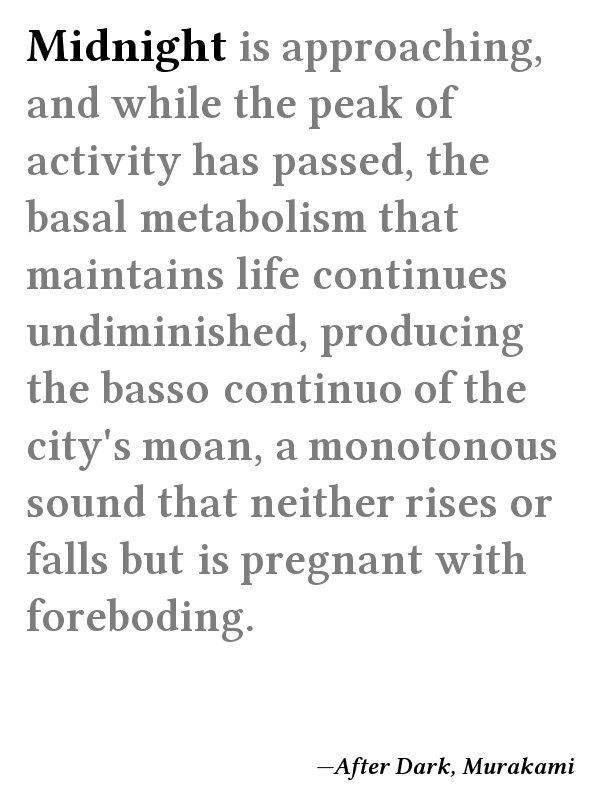 Midnight is approaching,
and while the peak of
activity has passed, the
basal metabolism that
maintains life continues
undiminished, producing
the basso continuo of the
city's moan, a monotonous
sound that neither rises or
falls but is pregnant with
foreboding.
—After Dark, Murakami